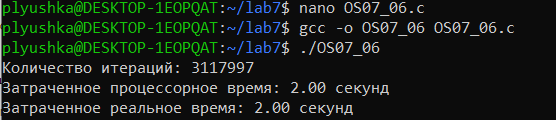 plyushka@DESKTOP-1EOPQAT:~/lab7$ nano OS07_06.c
plyushka@DESKTOP-1EOPQAT:~/lab7$ gcc -o OS07_06 OS07_06.c
plyushka@DESKTOP-1EOPQAT:~/lab7$ ./OS07_06
Количество итераций: 3117997
Затраченное процессорное время: 2.00 секунд
Затраченное реальное время: 2.00 секунд